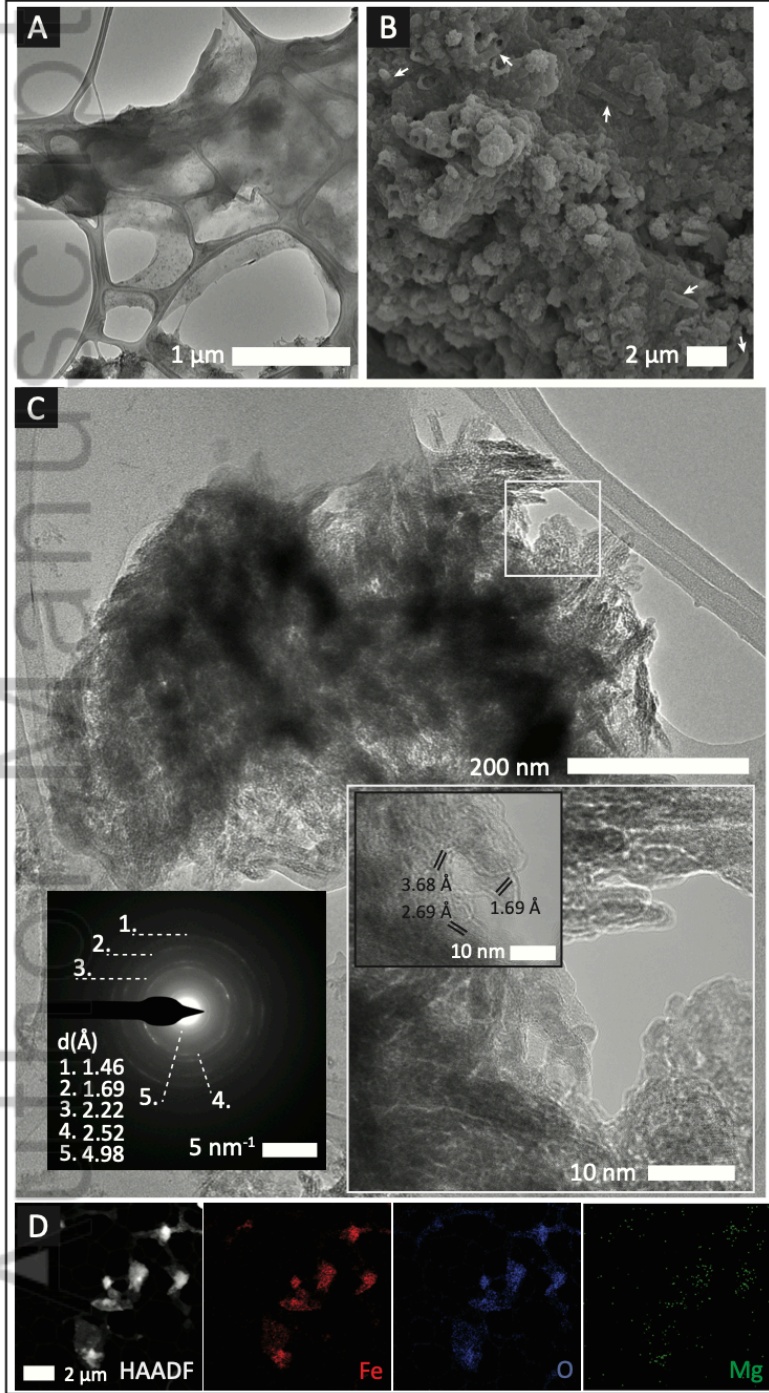 Author Manuscript
A
1 µm
B
2 µm
C
200 nm
3.68 Å
2.69 Å
1.69 Å
10 nm
10 nm
1.
2.
3.
d(Å)
1. 1.46
2. 1.69
3. 2.22
4. 2.52
5. 4.98
5.
4.
5 nm⁻¹
D
2 µm
HAADF
Fe
O
Mg